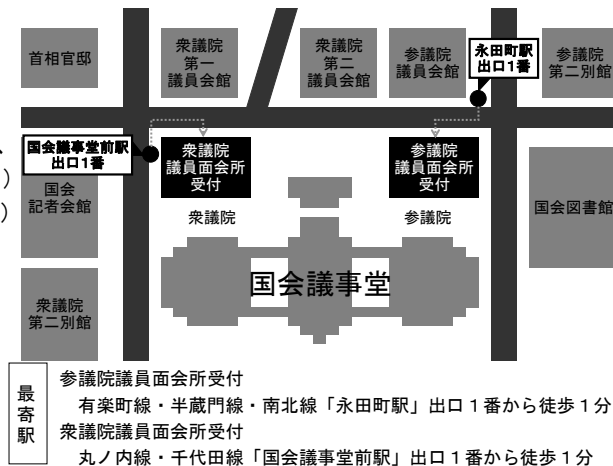 首相官邸
衆議院
第一
議員会館
衆議院
第二
議員会館
参議院
議員会館
永田町駅
出口1番
参議院
第二別館
国会議事堂前駅
出口1番
衆議院
議員面会所
受付
参議院
議員面会所
受付
、
）
）
国会
記者会館
衆議院
参議院
国会図書館
国会議事堂
衆議院
第二別館
最寄駅
参議院議員面会所受付
有楽町線・半蔵門線・南北線「永田町駅」出口１番から徒歩１分
衆議院議員面会所受付
丸ノ内線・千代田線「国会議事堂前駅」出口１番から徒歩１分